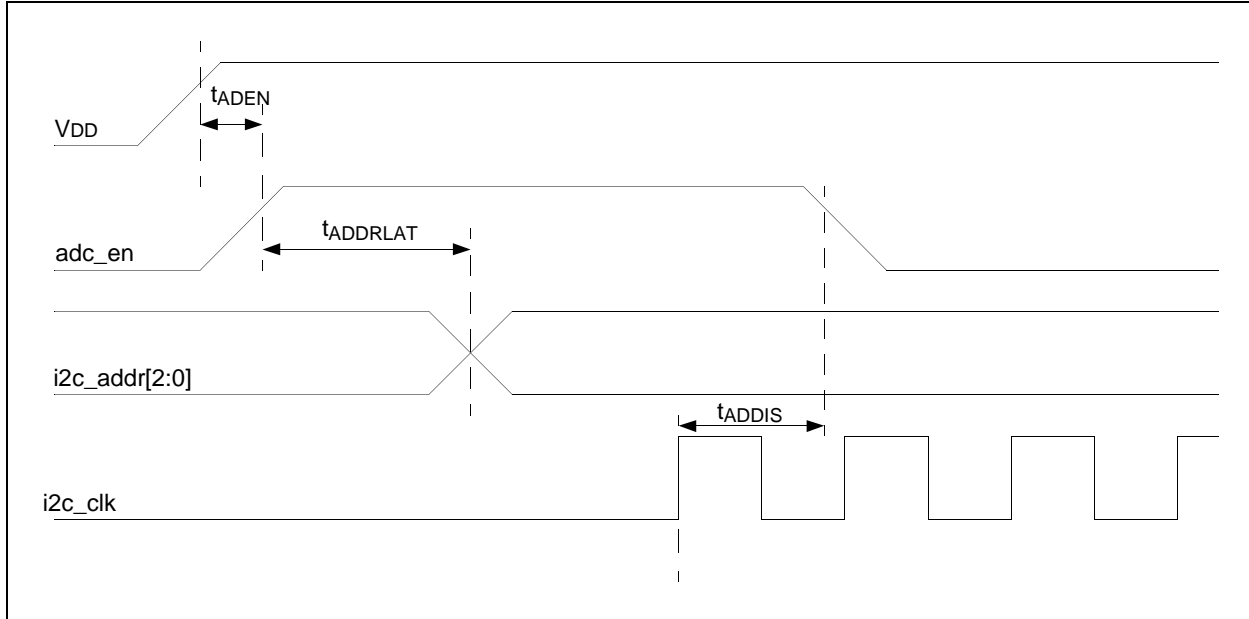 tADEN
VDD
tADDRLAT
adc_en
i2c_addr[2:0]
tADDIS
i2c_clk